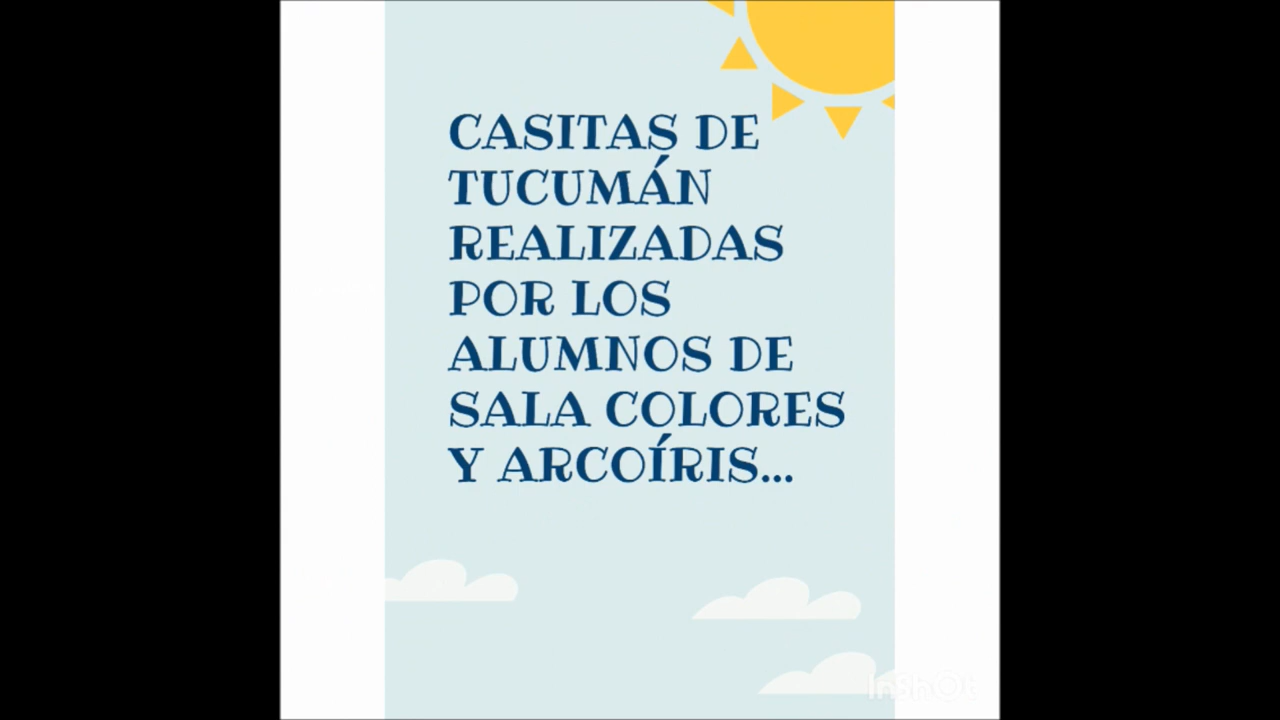 CASITAS DE
TUCUMÁN
REALIZADAS
POR LOS
ALUMNOS DE
SALA COLORES
Y ARCOÍRIS...
InShOt